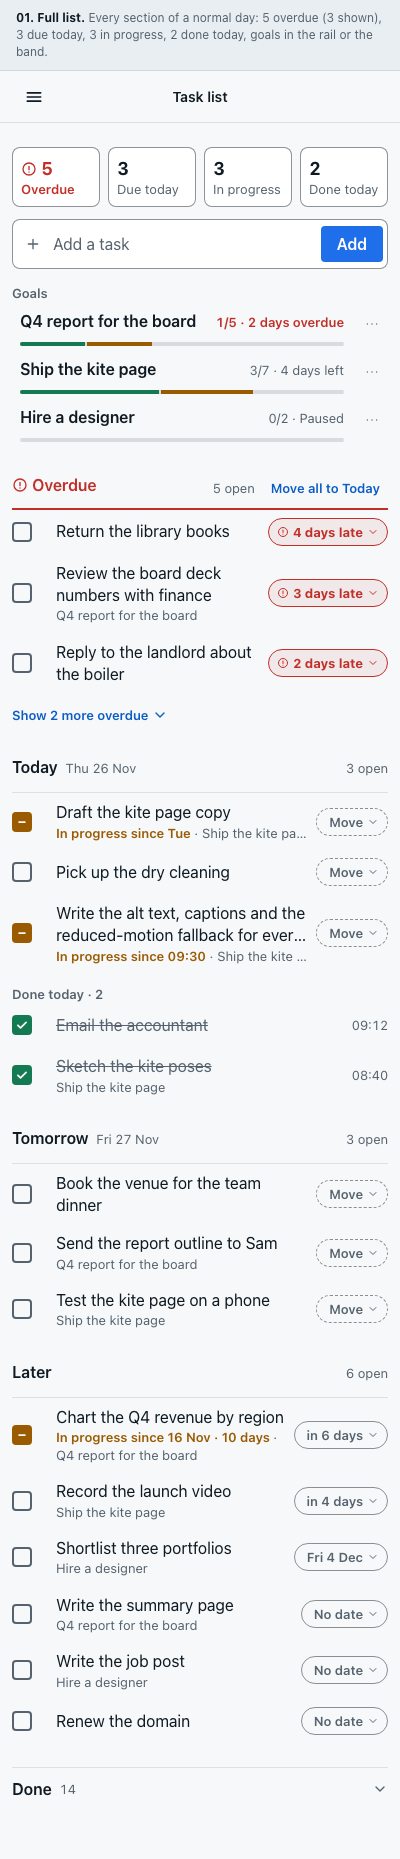 01. Full list. Every section of a normal day: 5 overdue (3 shown),
3 due today, 3 in progress, 2 done today, goals in the rail or the
band.
Task list
5
Overdue
3
Due today
3
In progress
2
Done today
Add a task
Add
Goals
Q4 report for the board 1/5 · 2 days overdue ...
Ship the kite page 3/7 · 4 days left ...
Hire a designer 0/2 · Paused ...
Overdue 5 open Move all to Today
Return the library books 4 days late
Review the board deck
numbers with finance
Q4 report for the board
3 days late
Reply to the landlord about
the boiler
2 days late
Show 2 more overdue
Today Thu 26 Nov 3 open
Draft the kite page copy
In progress since Tue · Ship the kite pa...
Move
Pick up the dry cleaning Move
Write the alt text, captions and the
reduced-motion fallback for ever...
In progress since 09:30 · Ship the kite ...
Move
Done today · 2
Email the accountant 09:12
Sketch the kite poses
Ship the kite page
08:40
Tomorrow Fri 27 Nov 3 open
Book the venue for the team
dinner
Move
Send the report outline to Sam
Q4 report for the board
Move
Test the kite page on a phone
Ship the kite page
Move
Later 6 open
Chart the Q4 revenue by region
In progress since 16 Nov · 10 days ·
Q4 report for the board
in 6 days
Record the launch video
Ship the kite page
in 4 days
Shortlist three portfolios
Hire a designer
Fri 4 Dec
Write the summary page
Q4 report for the board
No date
Write the job post
Hire a designer
No date
Renew the domain No date
Done 14